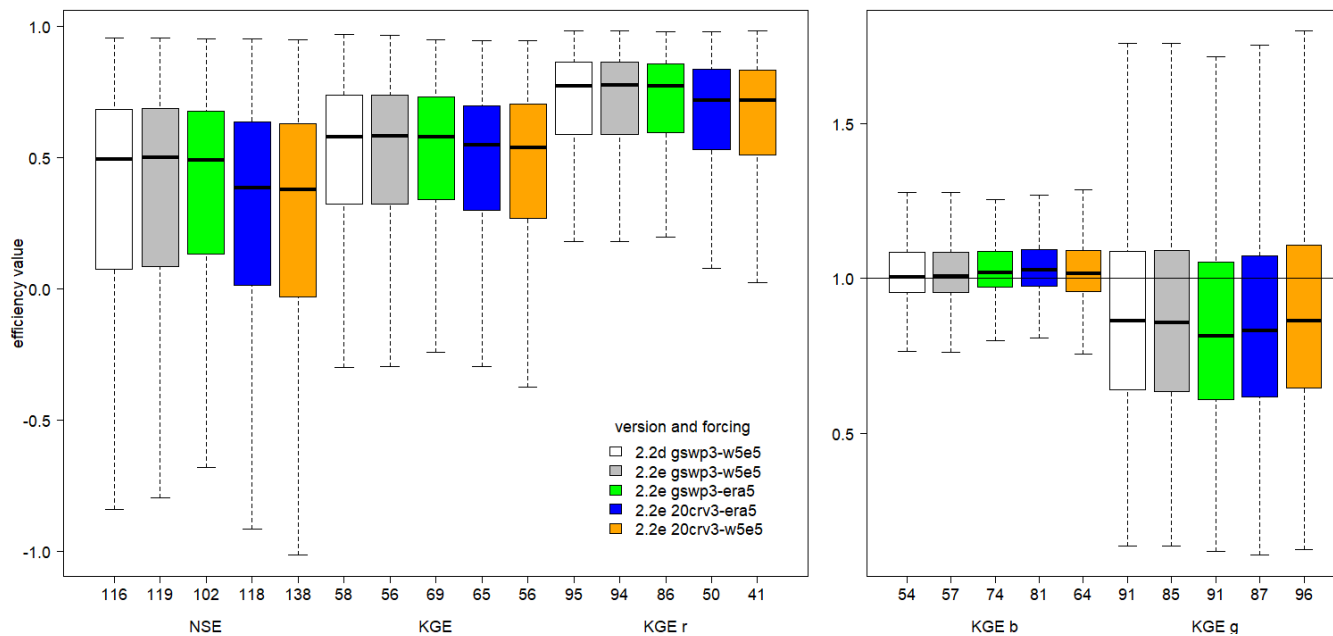 1.0
0.5
0.0
-0.5
-1.0
efficiency value
version and forcing
2.2d gswp3-w5e5
2.2e gswp3-w5e5
2.2e gswp3-era5
2.2e 20crv3-era5
2.2e 20crv3-w5e5
116 119 102 118 138 58 56 69 65 56 95 94 86 50 41
NSE KGE KGE r
1.5
1.0
0.5
54 57 74 81 64 91 85 91 87 96
KGE b KGE g